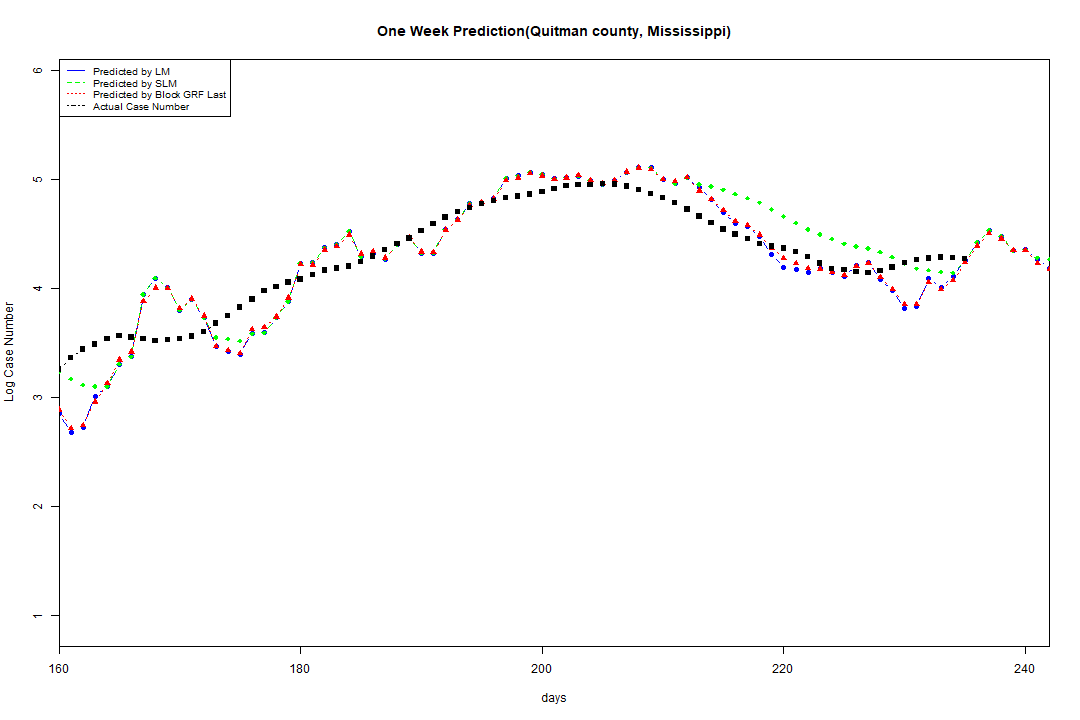 One Week Prediction(Quitman county, Mississippi)
Predicted by LM
Predicted by SLM
Predicted by Block GRF Last
Actual Case Number
6
5
4
3
2
1
Log Case Number
160 180 200 220 240
days